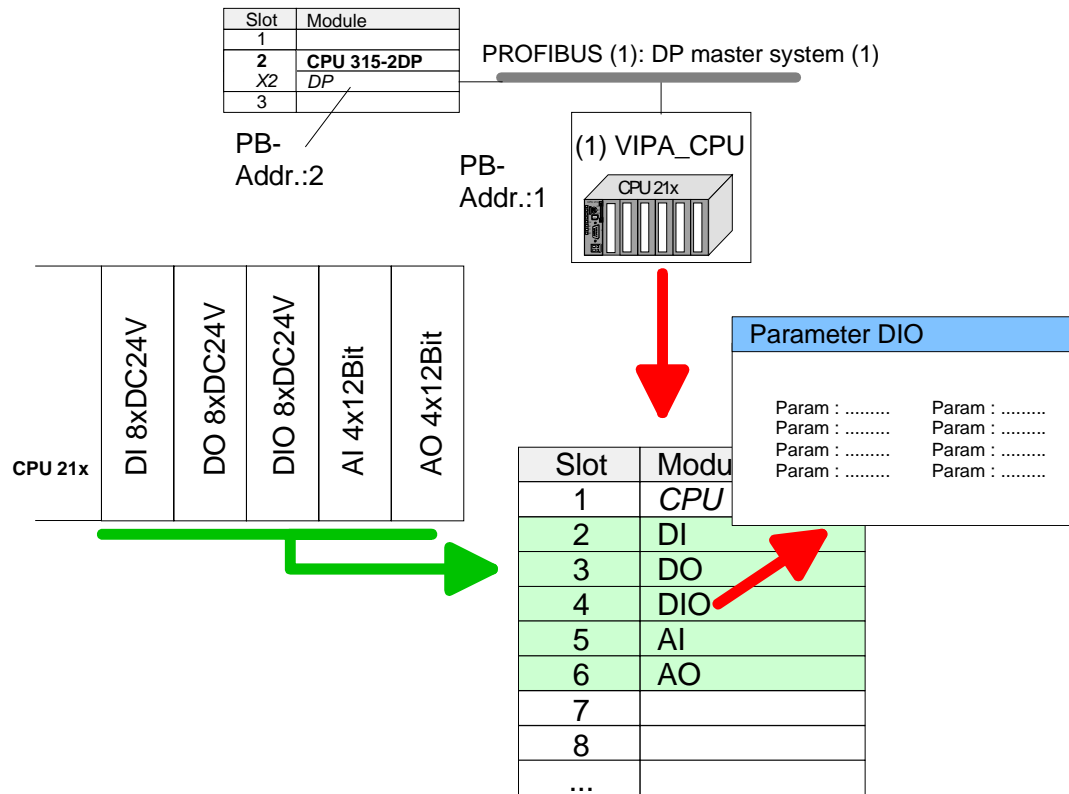 Slot Module
1
2 CPU 315-2DP
X2 DP
3
PROFIBUS (1): DP master system (1)
PB-
Addr.:2
PB-
Addr.:1
(1) VIPA_CPU
CPU 21x
CPU 21x
DI 8xDC24V
DO 8xDC24V
DIO 8xDC24V
AI 4x12Bit
AO 4x12Bit
Parameter DIO
Param : ......... Param : .........
Param : ......... Param : .........
Param : ......... Param : .........
Param : ......... Param : .........
Slot Modu
1 CPU
2 DI
3 DO
4 DIO
5 AI
6 AO
7
8
...